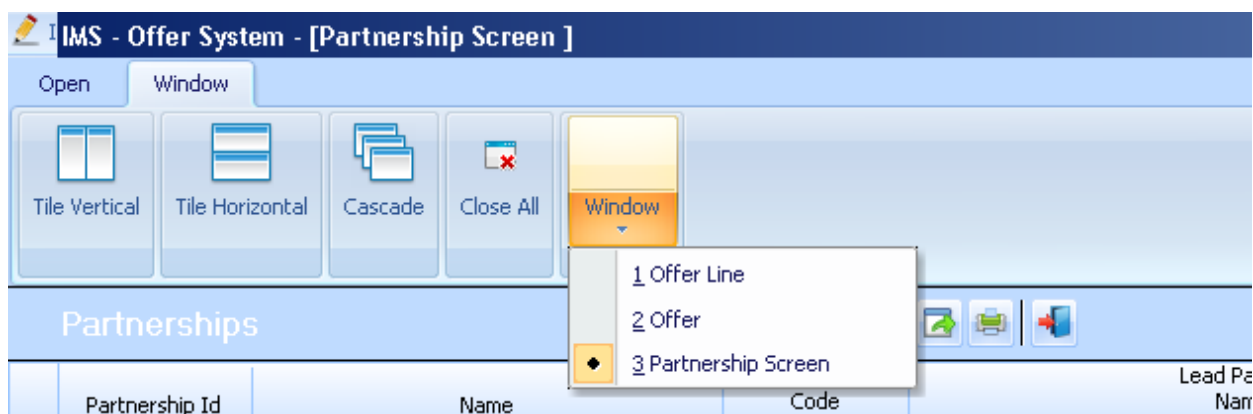 IMS - Offer System - [Partnership Screen ]
Open Window
Tile Vertical Tile Horizontal Cascade Close All Window
1 Offer Line
2 Offer
3 Partnership Screen
Partnerships
Partnership Id Name Code Lead Pa
Nam